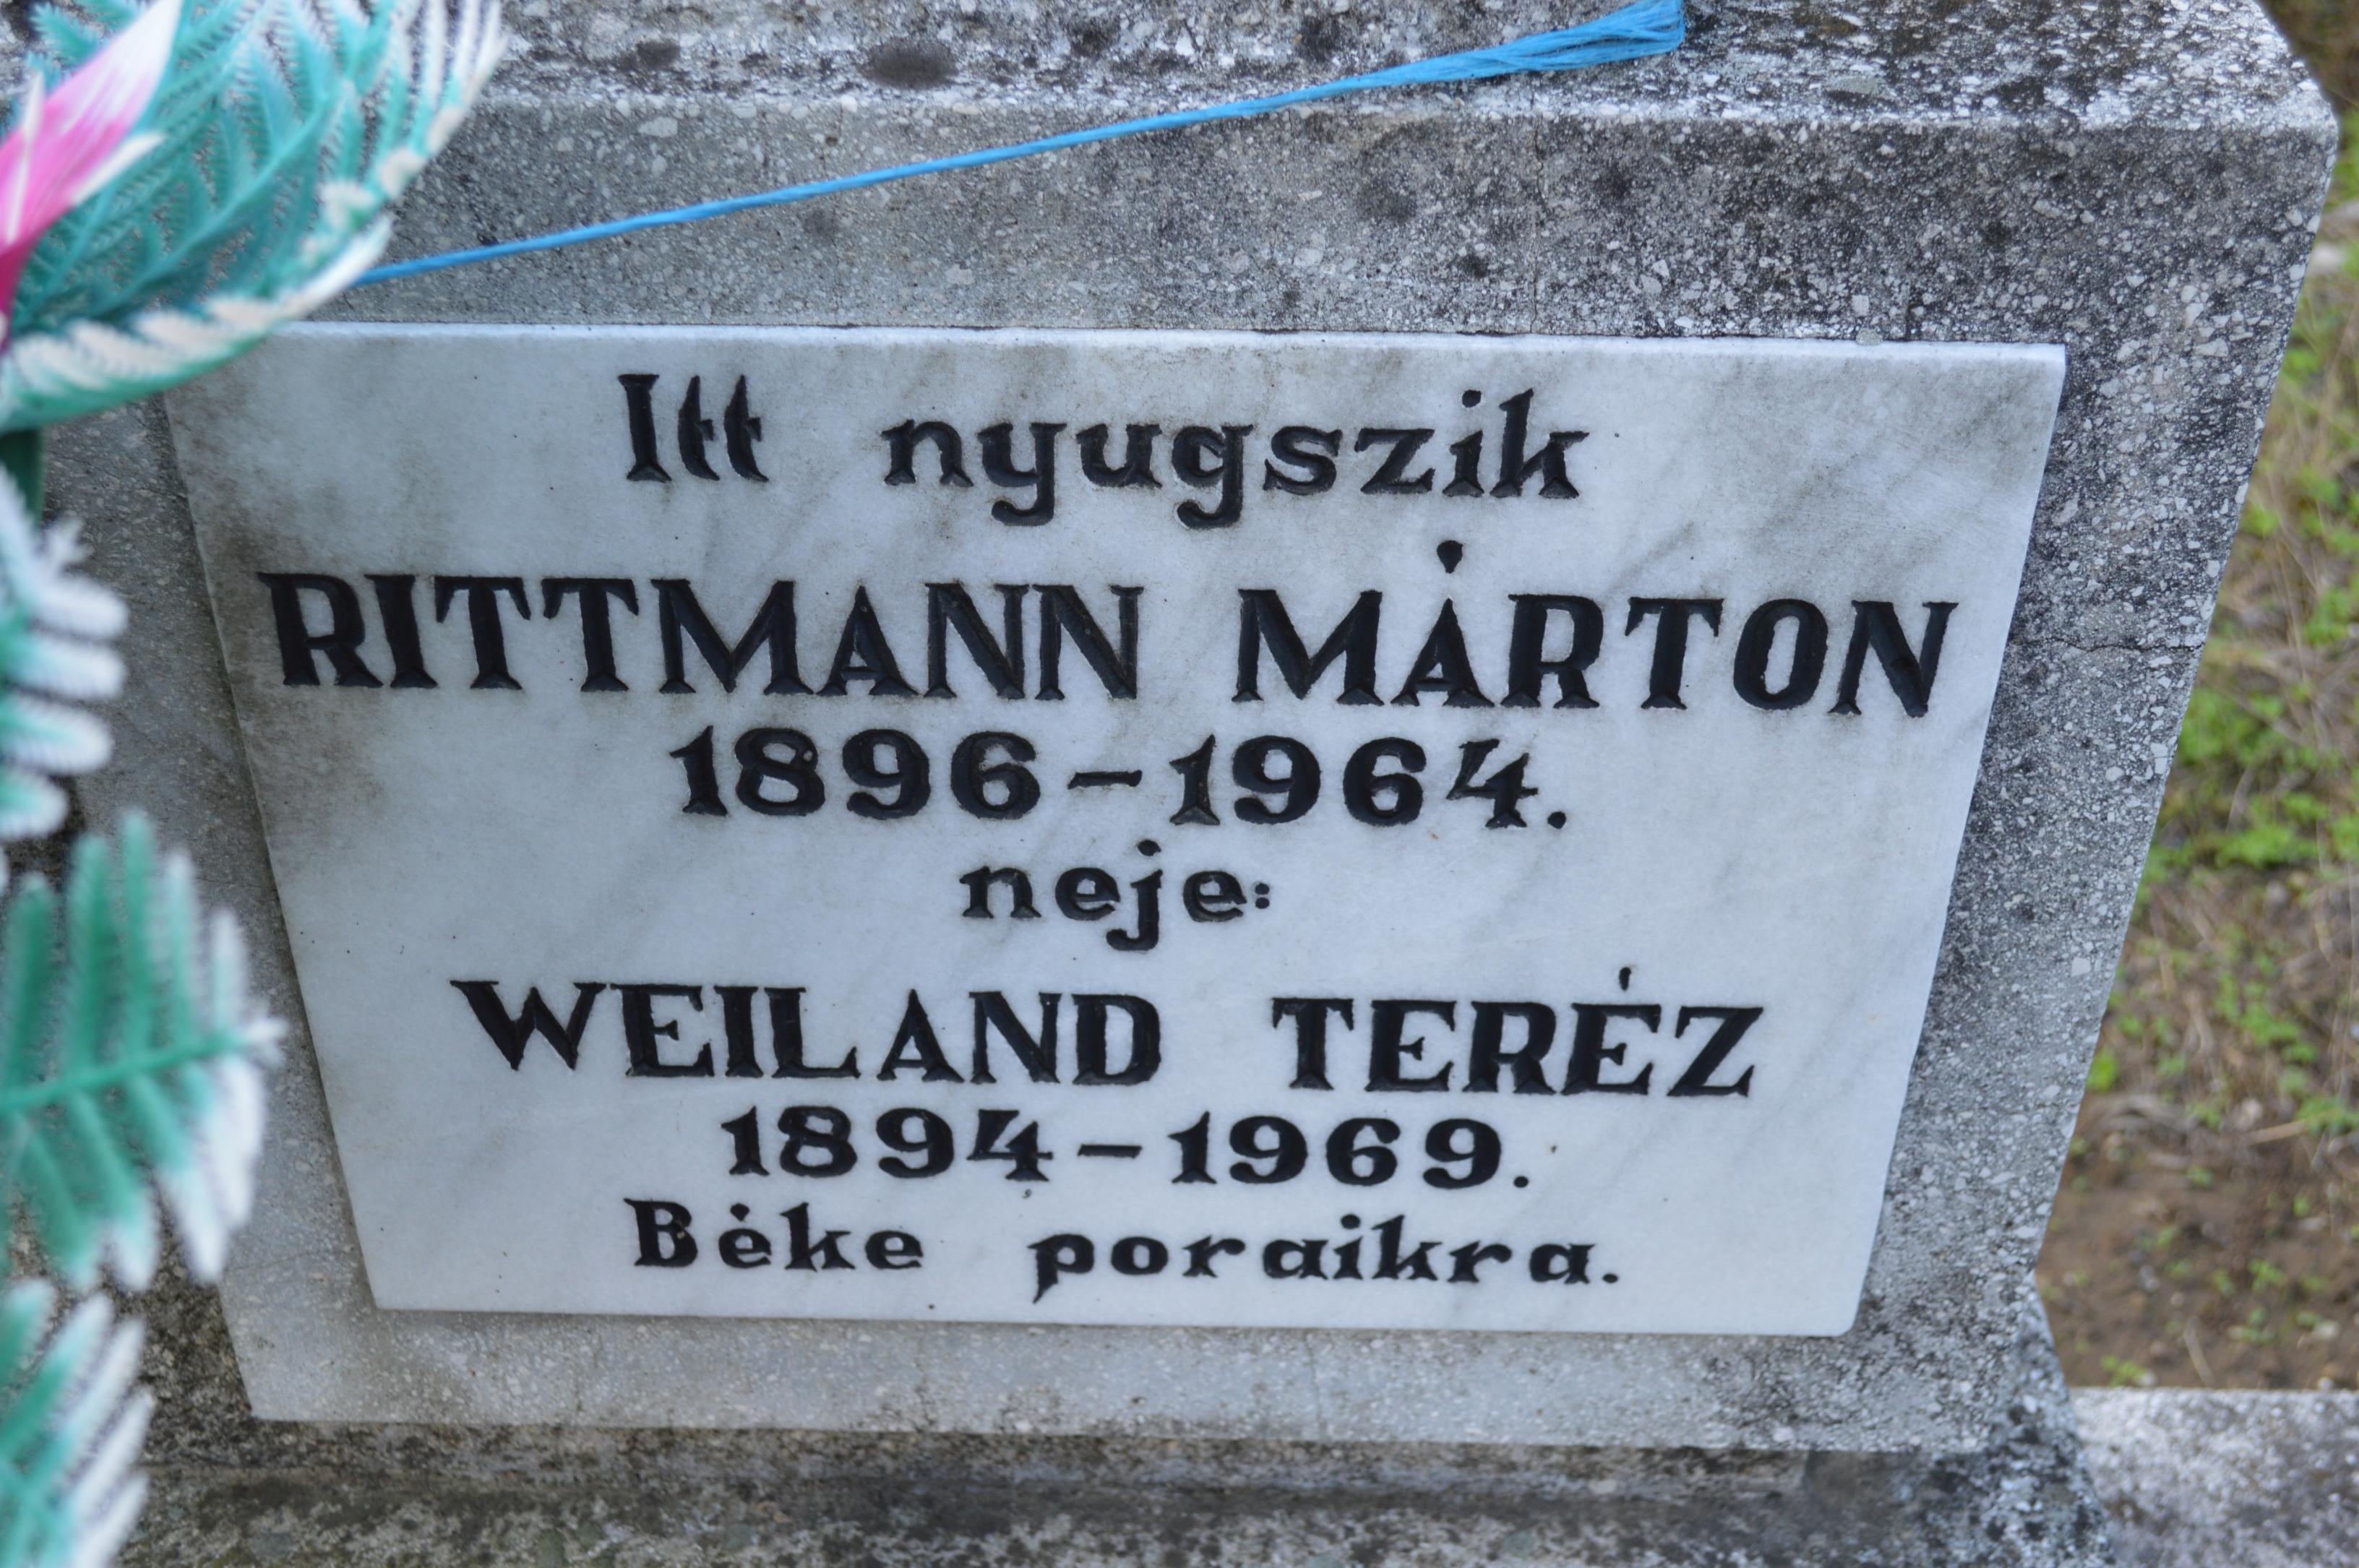 Itt nyugszik
RITTMANN MÁRTON
1896-1964.
neje:
WEILAND TERÉZ
1894-1969.
Béke poraikra.